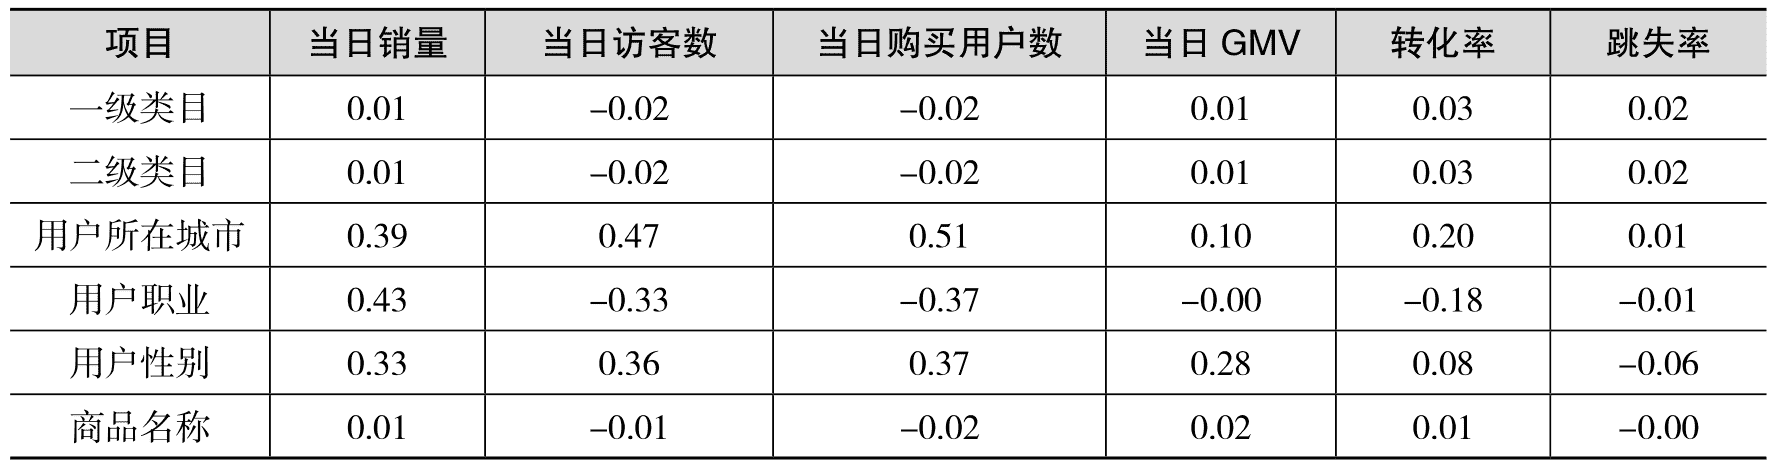 项目 当日销量 当日访客数 当日购买用户数 当日 GMV 转化率 跳失率
一级类目 0.01 –0.02 –0.02 0.01 0.03 0.02
二级类目 0.01 –0.02 –0.02 0.01 0.03 0.02
用户所在城市 0.39 0.47 0.51 0.10 0.20 0.01
用户职业 0.43 –0.33 –0.37 –0.00 –0.18 –0.01
用户性别 0.33 0.36 0.37 0.28 0.08 –0.06
商品名称 0.01 –0.01 –0.02 0.02 0.01 –0.00